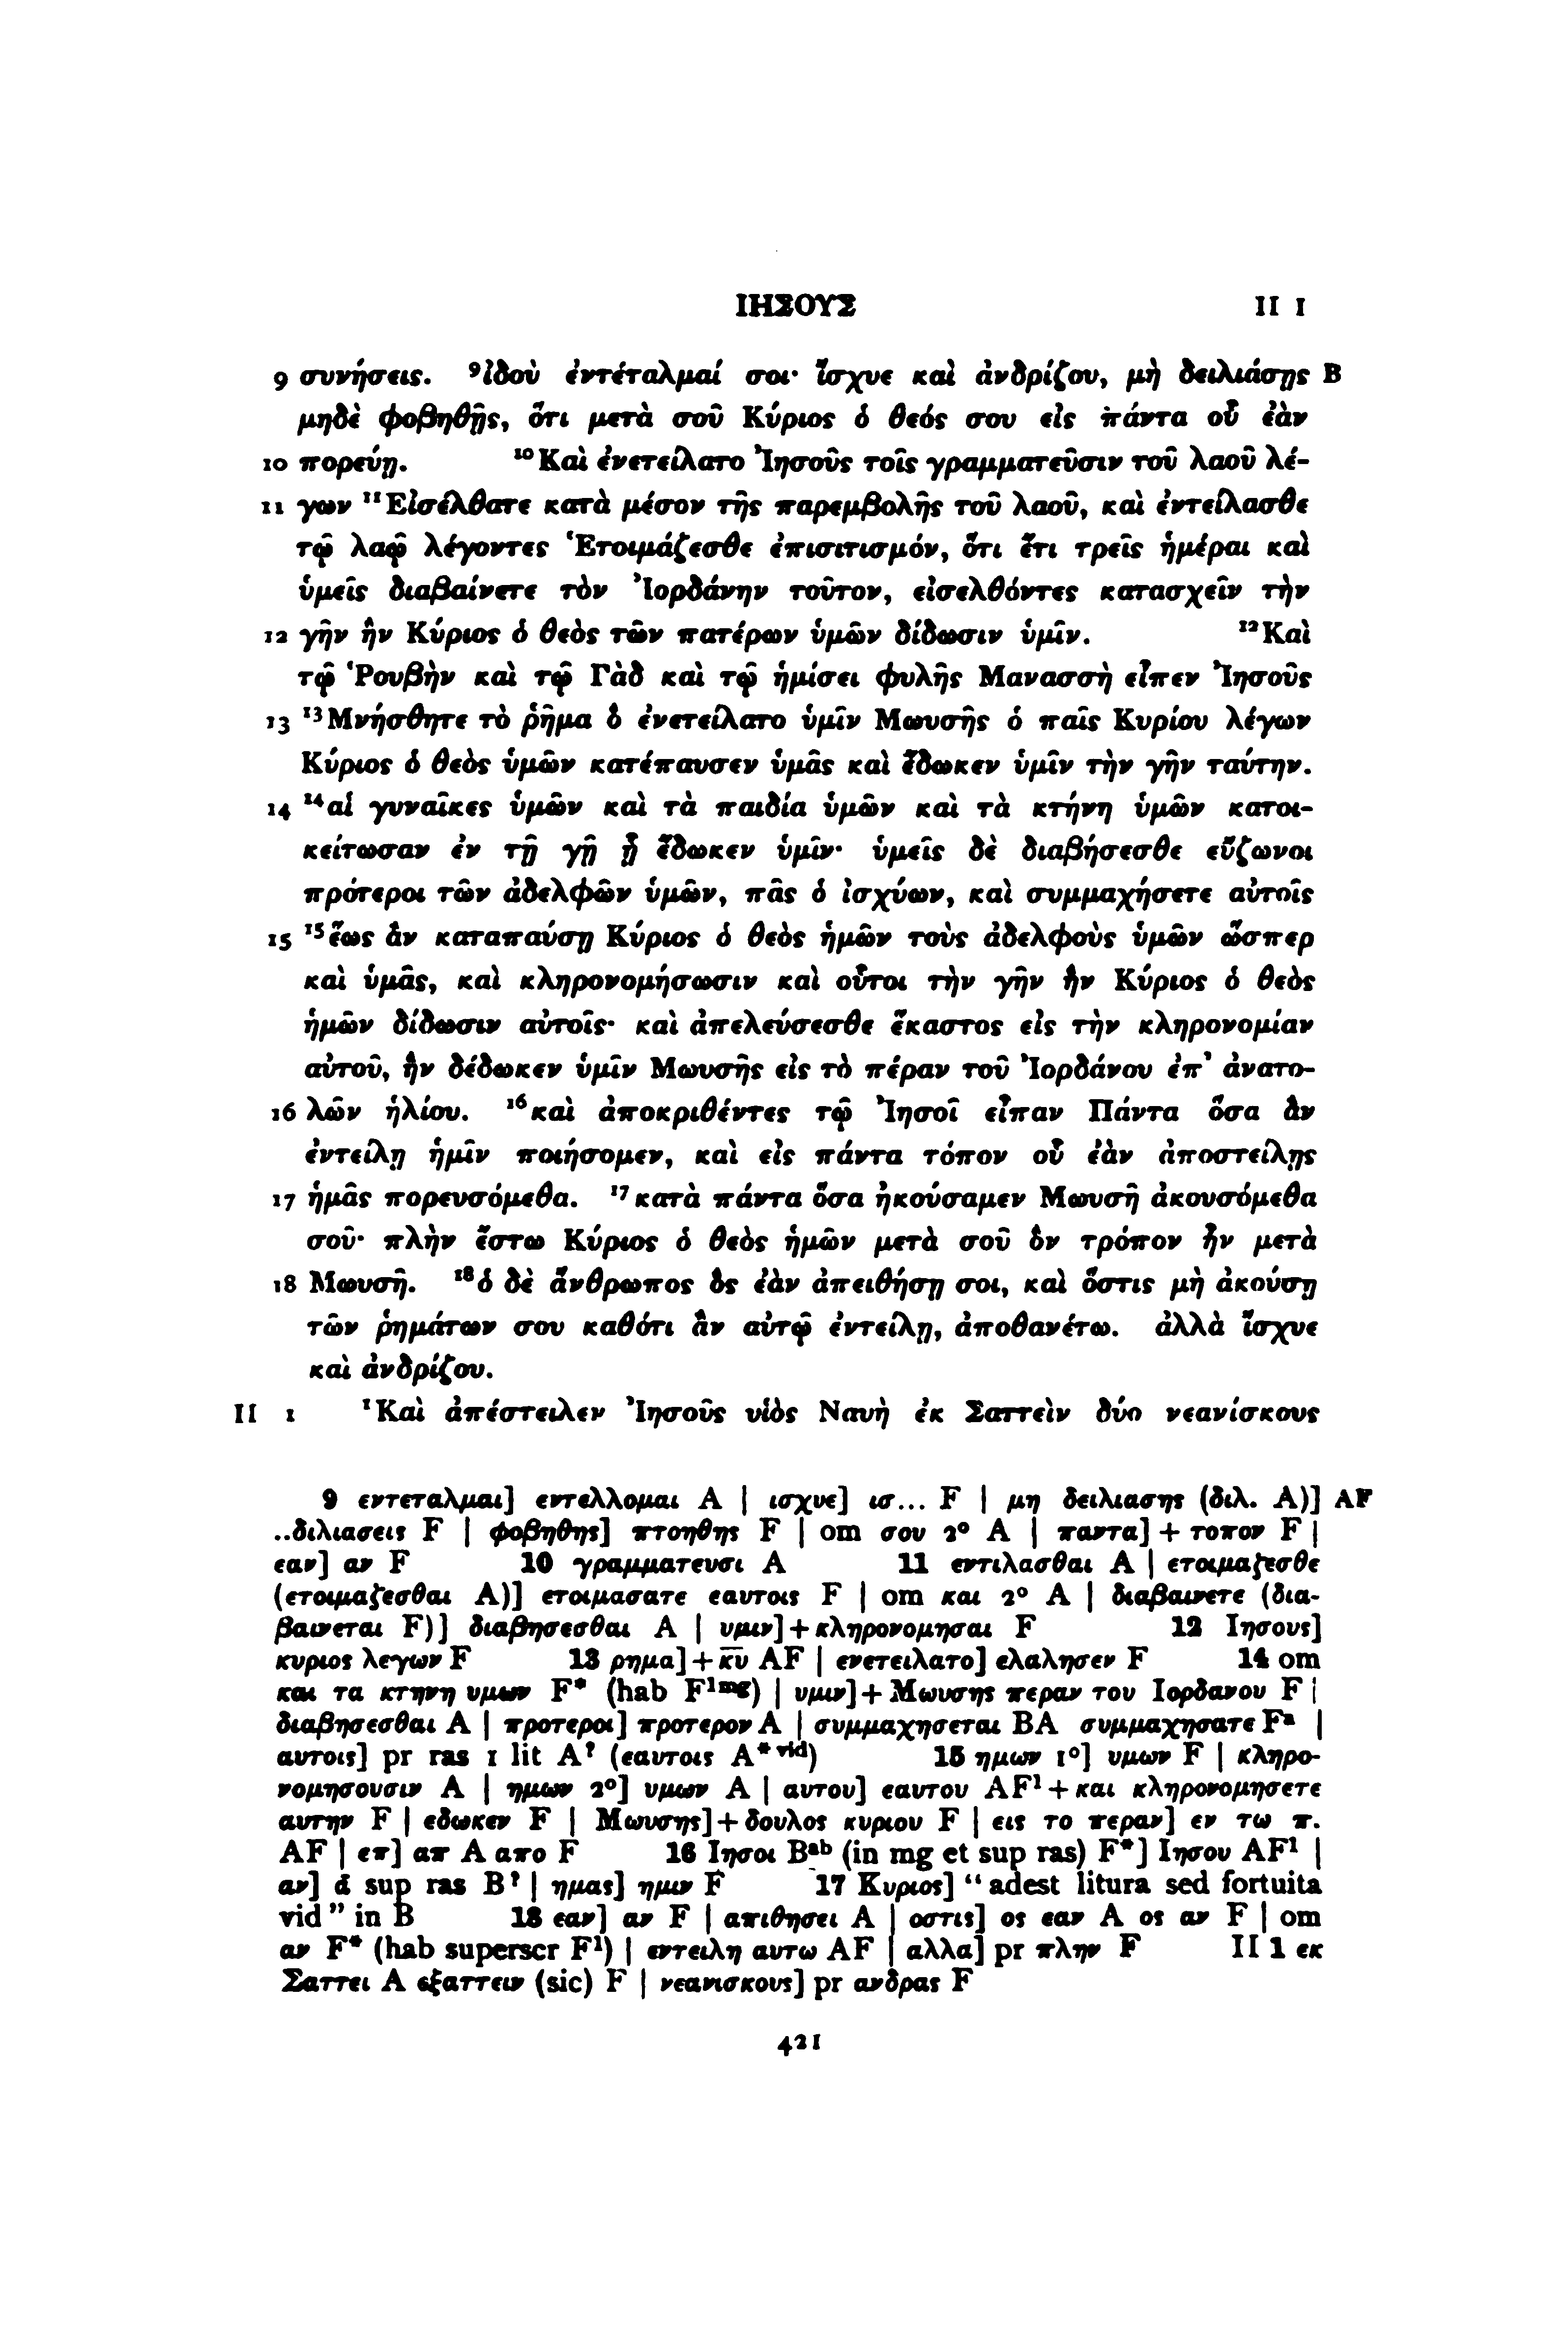 ΙΗΣΟΥΣ II 1
9 συνήσεις. ⁹ἰδοὺ ἐντέταλμαί σοι· ἴσχυε καὶ ἀνδρίζου, μὴ δειλιάσῃς B
μηδὲ φοβηθῇς, ὅτι μετὰ σοῦ Κύριος ὁ θεός σου εἰς πάντα οὗ ἐὰν
10 πορεύῃ. ¹⁰Καὶ ἐνετείλατο Ἰησοῦς τοῖς γραμματεῦσιν τοῦ λαοῦ λέ-
11 γων ¹¹Εἰσέλθατε κατὰ μέσον τῆς παρεμβολῆς τοῦ λαοῦ, καὶ ἐντείλασθε
τῷ λαῷ λέγοντες Ἑτοιμάζεσθε ἐπισιτισμόν, ὅτι ἔτι τρεῖς ἡμέραι καὶ
ὑμεῖς διαβαίνετε τὸν Ἰορδάνην τοῦτον, εἰσελθόντες κατασχεῖν τὴν
12 γῆν ἣν Κύριος ὁ θεὸς τῶν πατέρων ὑμῶν δίδωσιν ὑμῖν. ¹²Καὶ
τῷ Ῥουβὴν καὶ τῷ Γὰδ καὶ τῷ ἡμίσει φυλῆς Μανασσὴ εἶπεν Ἰησοῦς
13 ¹³Μνήσθητε τὸ ῥῆμα ὃ ἐνετείλατο ὑμῖν Μωυσῆς ὁ παῖς Κυρίου λέγων
Κύριος ὁ θεὸς ὑμῶν κατέπαυσεν ὑμᾶς καὶ ἔδωκεν ὑμῖν τὴν γῆν ταύτην.
14 ¹⁴αἱ γυναῖκες ὑμῶν καὶ τὰ παιδία ὑμῶν καὶ τὰ κτήνη ὑμῶν κατοι-
κείτωσαν ἐν τῇ γῇ ᾗ ἔδωκεν ὑμῖν· ὑμεῖς δὲ διαβήσεσθε εὔζωνοι
πρότεροι τῶν ἀδελφῶν ὑμῶν, πᾶς ὁ ἰσχύων, καὶ συμμαχήσετε αὐτοῖς
15 ¹⁵ἕως ἂν καταπαύσῃ Κύριος ὁ θεὸς ἡμῶν τοὺς ἀδελφοὺς ὑμῶν ὥσπερ
καὶ ὑμᾶς, καὶ κληρονομήσωσιν καὶ οὗτοι τὴν γῆν ἣν Κύριος ὁ θεὸς
ἡμῶν δίδωσιν αὐτοῖς· καὶ ἀπελεύσεσθε ἕκαστος εἰς τὴν κληρονομίαν
αὐτοῦ, ἣν δέδωκεν ὑμῖν Μωυσῆς εἰς τὸ πέραν τοῦ Ἰορδάνου ἐπ’ ἀνατο-
16 λῶν ἡλίου. ¹⁶καὶ ἀποκριθέντες τῷ Ἰησοῖ εἶπαν Πάντα ὅσα ἂν
ἐντείλῃ ἡμῖν ποιήσομεν, καὶ εἰς πάντα τόπον οὗ ἐὰν ἀποστείλῃς
17 ἡμᾶς πορευσόμεθα. ¹⁷κατὰ πάντα ὅσα ἠκούσαμεν Μωυσῆ ἀκουσόμεθα
σοῦ· πλὴν ἔστω Κύριος ὁ θεὸς ἡμῶν μετὰ σοῦ ὃν τρόπον ἦν μετὰ
18 Μωυσῆ. ¹⁸ὁ δὲ ἄνθρωπος ὃς ἐὰν ἀπειθήσῃ σοι, καὶ ὅστις μὴ ἀκούσῃ
τῶν ῥημάτων σου καθότι ἂν αὐτῷ ἐντείλῃ, ἀποθανέτω. ἀλλὰ ἴσχυε
καὶ ἀνδρίζου.
II 1 ¹Καὶ ἀπέστειλεν Ἰησοῦς υἱὸς Ναυὴ ἐκ Σαττεὶν δύο νεανίσκους
9 εντεταλμαι] εντελλομαι A | ισχυε] ισ... F | μη δειλιασης (διλ. A)] AF
..διλιασεις F | φοβηθης] πτοηθης F | om σου 2º A | παντα] + τοπον F |
εαν] αν F 10 γραμματευσι A 11 εντιλασθαι A | ετοιμαζεσθε
(ετοιμαζεσθαι A)] ετοιμασατε εαυτοις F | om και 2º A | διαβαινετε (δια-
βαινεται F)] διαβησεσθαι A | υμιν]+κληρονομησαι F 12 Ιησους]
κυριος λεγων F 13 ρημα]+κ̅υ̅ AF | ενετειλατο] ελαλησεν F 14 om
και τα κτηνη υμων F* (hab F¹ᵐᵍ) | υμιν]+Μωυσης περαν του Ιορδανου F |
διαβησεσθαι A | προτεροι] προτερον A | συμμαχησεται BA συμμαχησατε Fᵃ |
αυτοις] pr ras 1 lit A? (εαυτοις A*ᵛⁱᵈ) 15 ημων 1º] υμων F | κληρο-
νομησουσιν A | ημων 2º] υμων A | αυτου] εαυτου AF¹+και κληρονομησετε
αυτην F | εδωκεν F | Μωυσης]+δουλος κυριου F | εις το περαν] εν τω π.
AF | επ] απ A απο F 16 Ιησοι Bᵃᵇ (in mg et sup ras) F*] Ιησου AF¹ |
αν] ά sup ras B? | ημας] ημιν F 17 Κυριος] “adest litura sed fortuita
vid” in B 18 εαν] αν F | απιθησει A | οστις] ος εαν A ος αν F | om
αν F* (hab superscr F¹) | εντειλη αυτω AF | αλλα] pr πλην F II 1 εκ
Σαττει A εξαττειν (sic) F | νεανισκους] pr ανδρας F
421